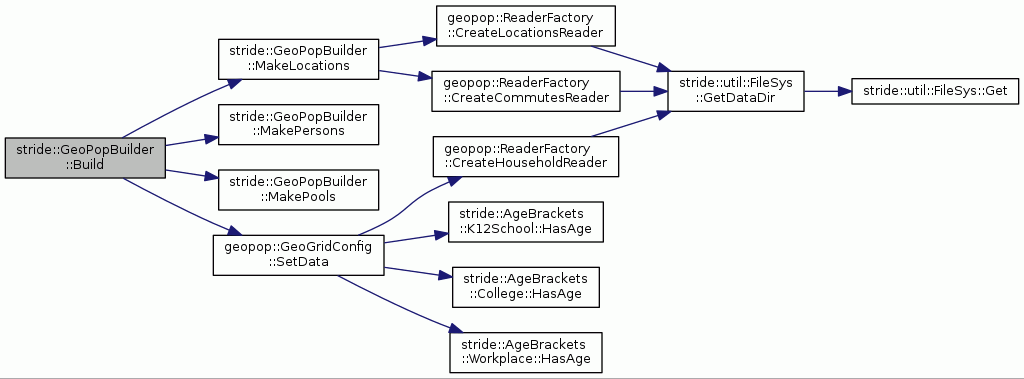 geopop::ReaderFactory
::CreateLocationsReader
stride::GeoPopBuilder
::MakeLocations
geopop::ReaderFactory
::CreateCommutesReader
stride::util::FileSys
::GetDataDir
stride::util::FileSys::Get
stride::GeoPopBuilder
::MakePersons
stride::GeoPopBuilder
::Build
geopop::ReaderFactory
::CreateHouseholdReader
stride::GeoPopBuilder
::MakePools
stride::AgeBrackets
::K12School::HasAge
geopop::GeoGridConfig
::SetData
stride::AgeBrackets
::College::HasAge
stride::AgeBrackets
::Workplace::HasAge